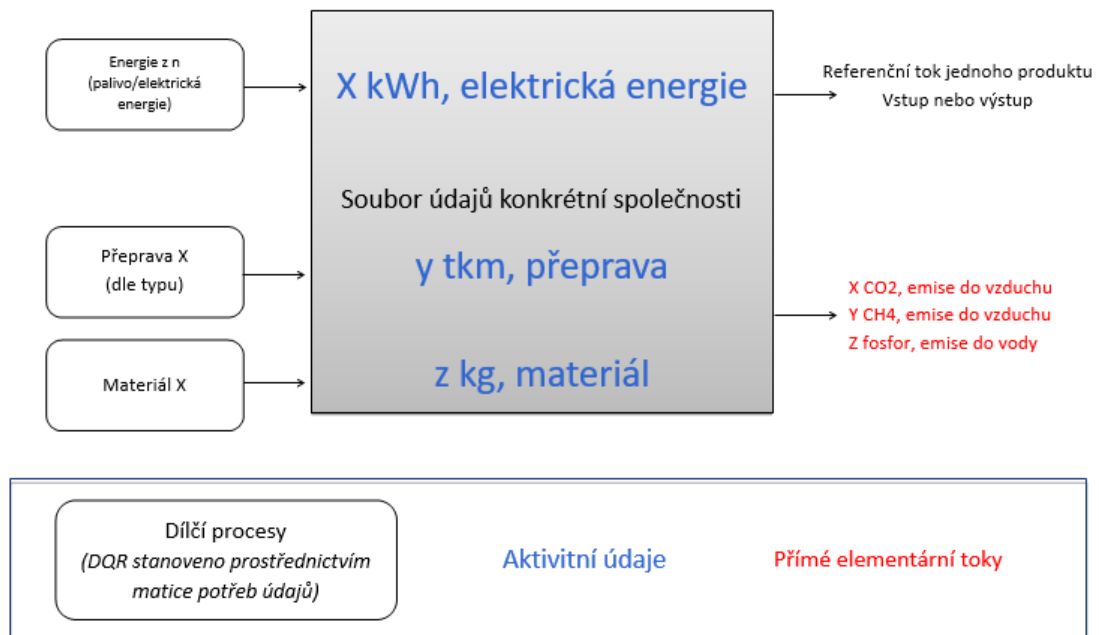 Energie z n
(palivo/elektrická
energie)
X kWh, elektrická energie
Referenční tok jednoho produktu
Vstup nebo výstup
Soubor údajů konkrétní společnosti
Přeprava X
(dle typu)
y tkm, přeprava
X CO2, emise do vzduchu
Y CH4, emise do vzduchu
Z fosfor, emise do vody
Materiál X
z kg, materiál
Dílčí procesy
(DQR stanoveno prostřednictvím
matice potřeb údajů)
Aktivitní údaje
Přímé elementární toky